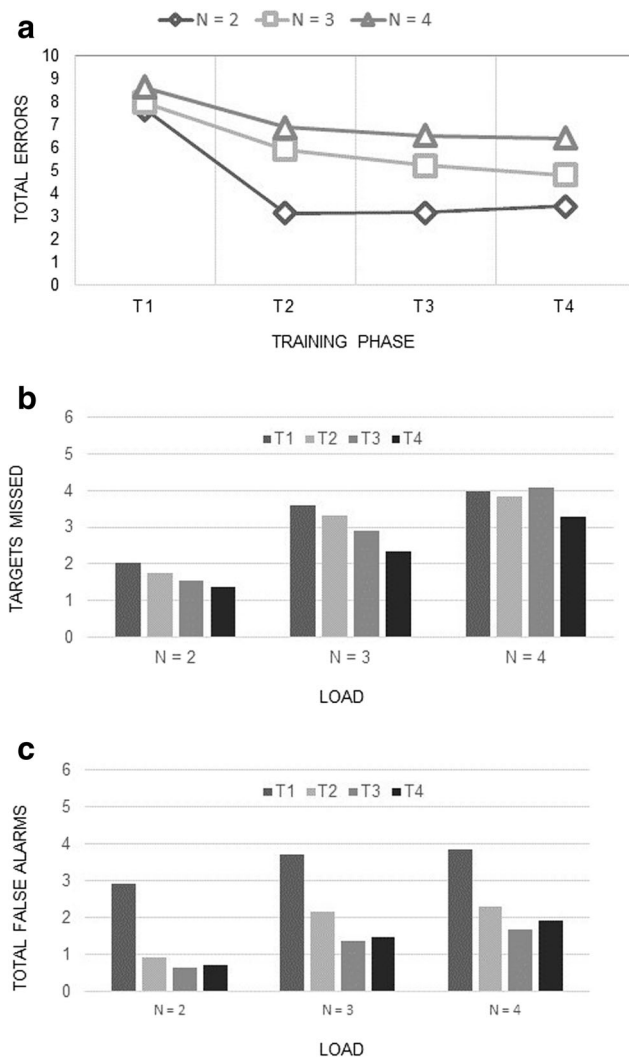 a
N = 2 N = 3 N = 4
10
9
8
7
6
5
4
3
2
1
0
TOTAL ERRORS
T1 T2 T3 T4
TRAINING PHASE
b
6
5
4
3
2
1
0
TARGETS MISSED
T1 T2 T3 T4
N = 2 N = 3 N = 4
LOAD
c
6
5
4
3
2
1
0
TOTAL FALSE ALARMS
T1 T2 T3 T4
N = 2 N = 3 N = 4
LOAD